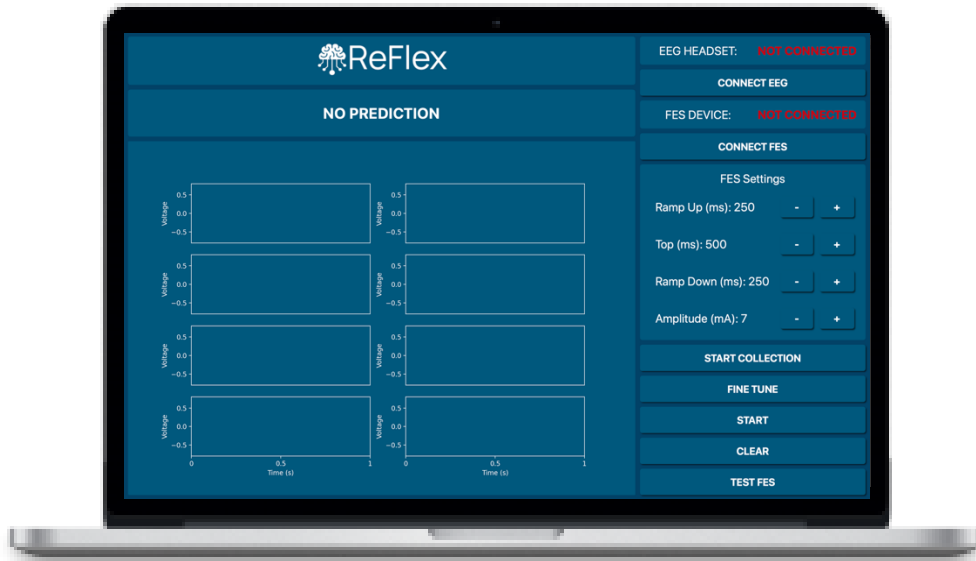 ReFlex
NO PREDICTION
0.5
0.0
−0.5
Voltage
0.5
0.0
−0.5
Voltage
0.5
0.0
−0.5
Voltage
0.5
0.0
−0.5
Voltage
0.5
0.0
−0.5
Voltage
0.5
0.0
−0.5
Voltage
0.5
0.0
−0.5
Voltage
0 0.5 1
Time (s)
0.5
0.0
−0.5
Voltage
0 0.5 1
Time (s)
EEG HEADSET: NOT CONNECTED
CONNECT EEG
FES DEVICE: NOT CONNECTED
CONNECT FES
FES Settings
Ramp Up (ms): 250 - +
Top (ms): 500 - +
Ramp Down (ms): 250 - +
Amplitude (mA): 7 - +
START COLLECTION
FINE TUNE
START
CLEAR
TEST FES